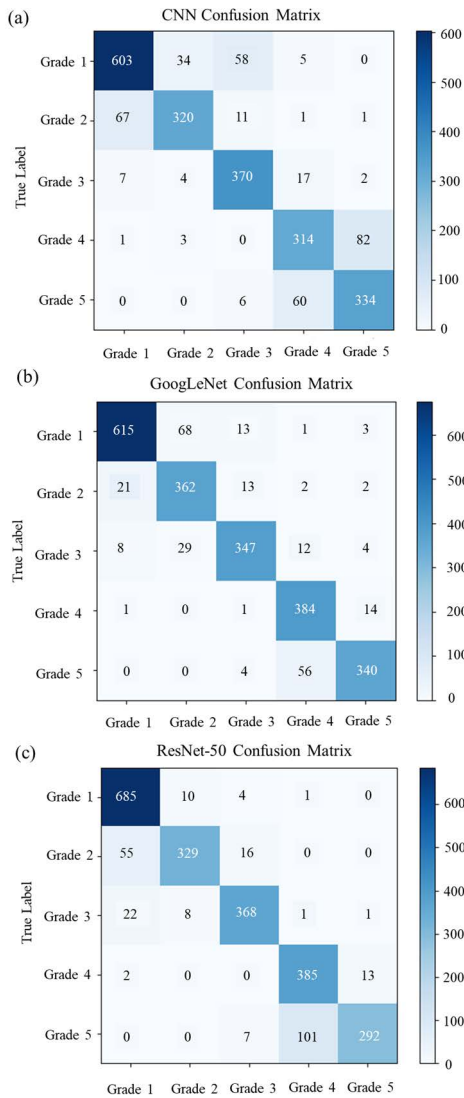 (a)
CNN Confusion Matrix
Grade 1 603 34 58 5 0
Grade 2 67 320 11 1 1
Grade 3 7 4 370 17 2
Grade 4 1 3 0 314 82
Grade 5 0 0 6 60 334
Grade 1 Grade 2 Grade 3 Grade 4 Grade 5
True Label
600
500
400
300
200
100
0
(b)
GoogLeNet Confusion Matrix
Grade 1 615 68 13 1 3
Grade 2 21 362 13 2 2
Grade 3 8 29 347 12 4
Grade 4 1 0 1 384 14
Grade 5 0 0 4 56 340
Grade 1 Grade 2 Grade 3 Grade 4 Grade 5
True Label
600
500
400
300
200
100
0
(c)
ResNet-50 Confusion Matrix
Grade 1 685 10 4 1 0
Grade 2 55 329 16 0 0
Grade 3 22 8 368 1 1
Grade 4 2 0 0 385 13
Grade 5 0 0 7 101 292
Grade 1 Grade 2 Grade 3 Grade 4 Grade 5
True Label
600
500
400
300
200
100
0